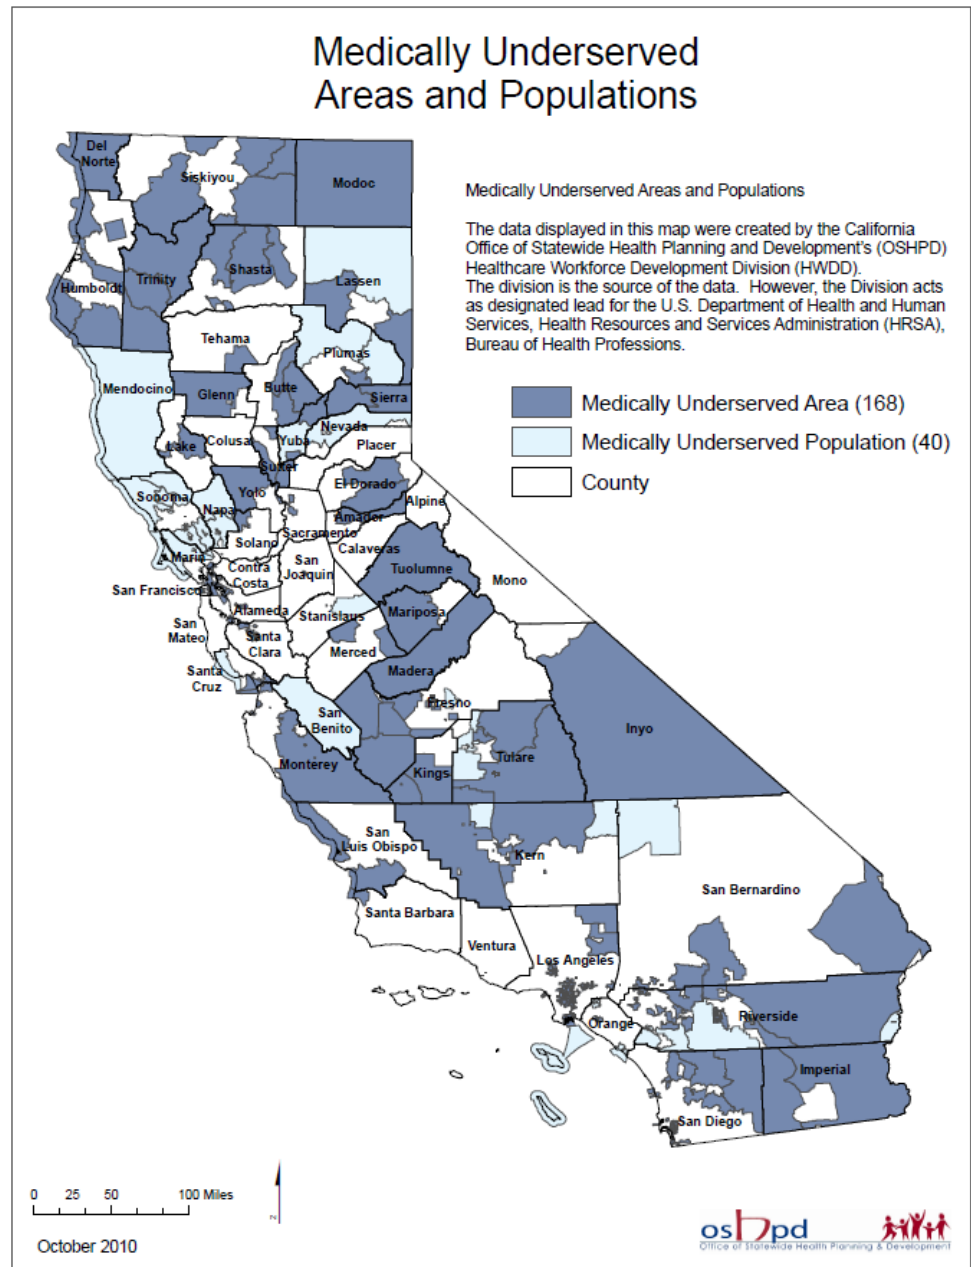 Medically Underserved
Areas and Populations
Medically Underserved Areas and Populations
The data displayed in this map were created by the California
Office of Statewide Health Planning and Development's (OSHPD)
Healthcare Workforce Development Division (HWDD).
The division is the source of the data. However, the Division acts
as designated lead for the U.S. Department of Health and Human
Services, Health Resources and Services Administration (HRSA),
Bureau of Health Professions.
Medically Underserved Area (168)
Medically Underserved Population (40)
County
Del
Norte
Siskiyou
Modoc
Humboldt
Trinity
Shasta
Lassen
Tehama
Plumas
Mendocino
Glenn
Butte
Sierra
Nevada
Lake
Colusa
Yuba
Placer
Sutter
Sonoma
Napa
Yolo
El Dorado
Alpine
Amador
Solano
Sacramento
Calaveras
Marin
Contra
Costa
San
Joaquin
Tuolumne
Mono
San Francisco
Alameda
Stanislaus
Mariposa
San
Mateo
Santa
Clara
Merced
Madera
Santa
Cruz
San
Benito
Fresno
Inyo
Monterey
Kings
Tulare
San
Luis Obispo
Kern
San Bernardino
Santa Barbara
Ventura
Los Angeles
Orange
Riverside
Imperial
San Diego
0 25 50 100 Miles
N
October 2010
oshpd
Office of Statewide Health Planning & Development